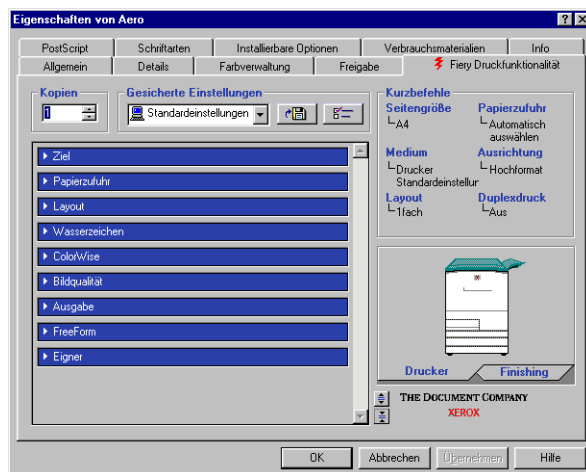 Eigenschaften von Aero
PostScript Schriftarten Installierbare Optionen Verbrauchsmaterialien Info
Allgemein Details Farbverwaltung Freigabe Fiery Druckfunktionalität
Kopien
1
Gesicherte Einstellungen
Standardeinstellungen
Ziel
Papierzufuhr
Layout
Wasserzeichen
ColorWise
Bildqualität
Ausgabe
FreeForm
Eigner
Kurzbefehle
Seitengröße Papierzufuhr
A4 Automatisch
auswählen
Medium Ausrichtung
Drucker Hochformat
Standardeinstellur
Layout Duplexdruck
1fach Aus
Drucker Finishing
THE DOCUMENT COMPANY
XEROX
OK Abbrechen Übernehmen Hilfe